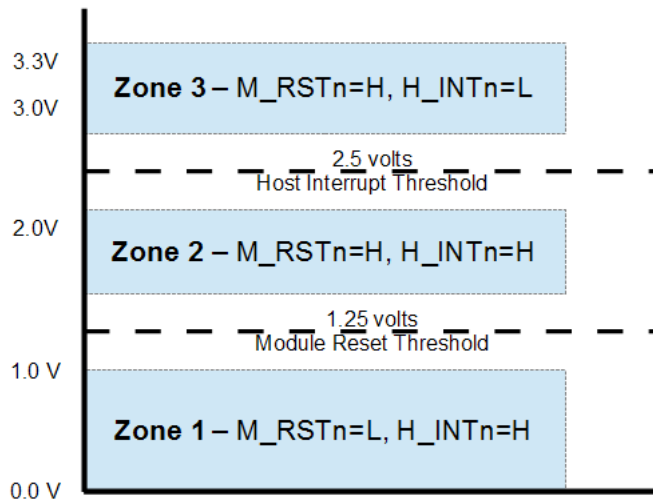 3.3V
Zone 3 – M_RSTn=H, H_INTn=L
3.0V
2.5 volts
Host Interrupt Threshold
2.0V
Zone 2 – M_RSTn=H, H_INTn=H
1.25 volts
Module Reset Threshold
1.0 V
Zone 1 – M_RSTn=L, H_INTn=H
0.0 V